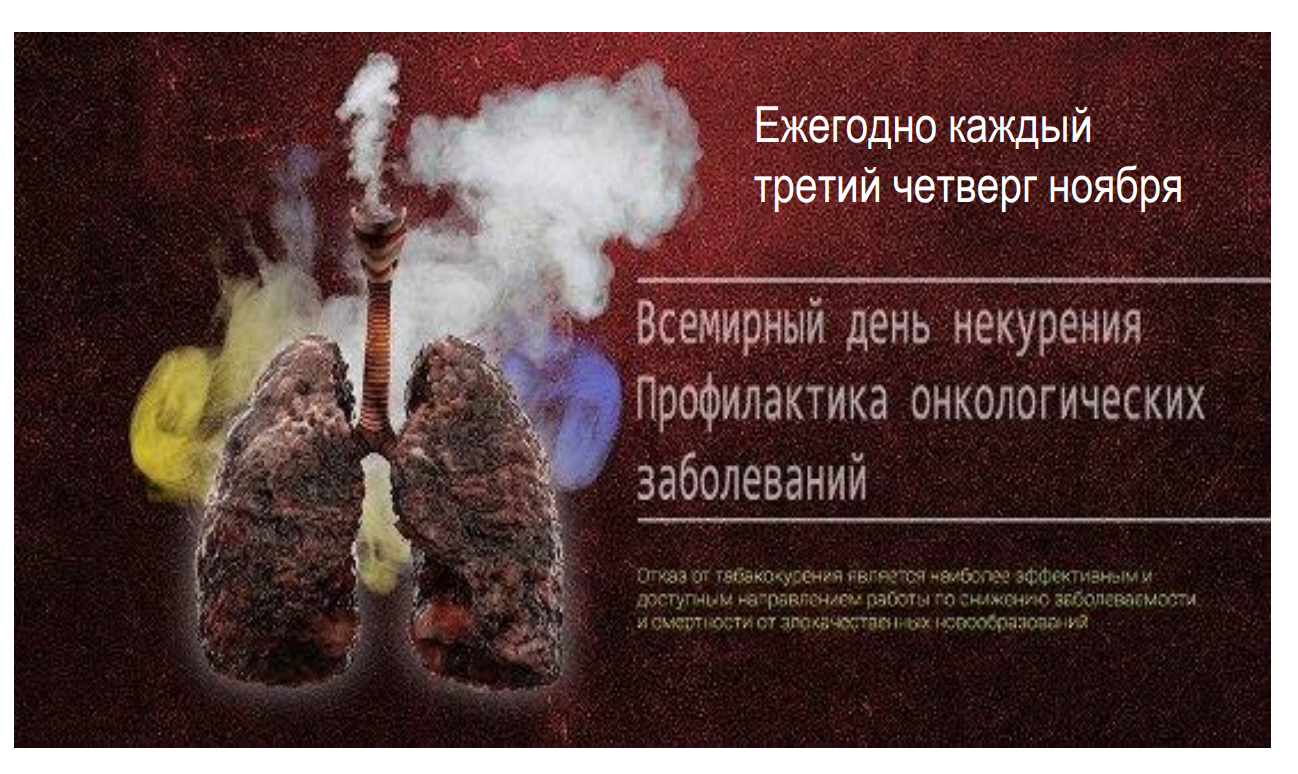 Ежегодно каждый
третий четверг ноября
Всемирный день некурения
Профилактика онкологических
заболеваний
Отказ от табакокурения является наиболее эффективным и
доступным направлением работы по снижению заболеваемости
и смертности от злокачественных новообразований